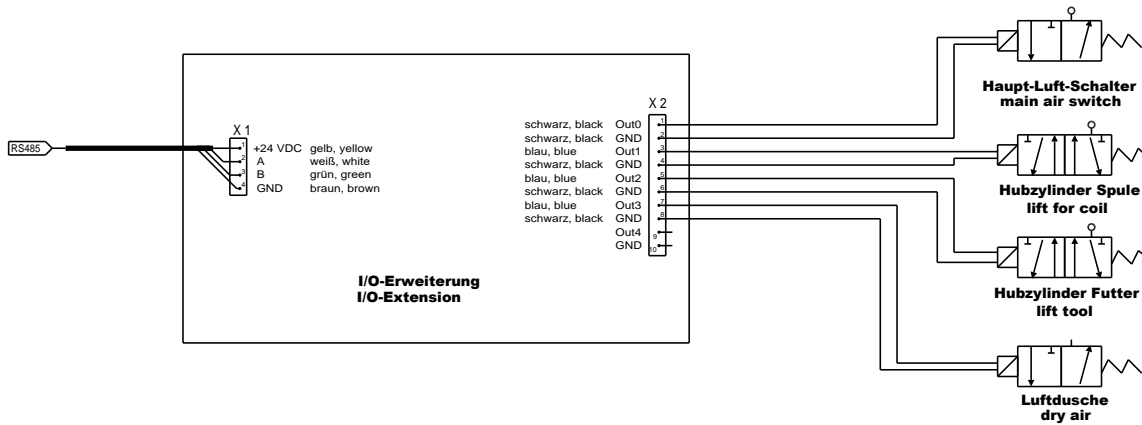 RS485
X 1
1 +24 VDC gelb, yellow
2 A weiß, white
3 B grün, green
4 GND braun, brown
I/O-Erweiterung
I/O-Extension
X 2
schwarz, black Out0 1
schwarz, black GND 2
blau, blue Out1 3
schwarz, black GND 4
blau, blue Out2 5
schwarz, black GND 6
blau, blue Out3 7
schwarz, black GND 8
Out4 9
GND 10
Haupt-Luft-Schalter
main air switch
Hubzylinder Spule
lift for coil
Hubzylinder Futter
lift tool
Luftdusche
dry air